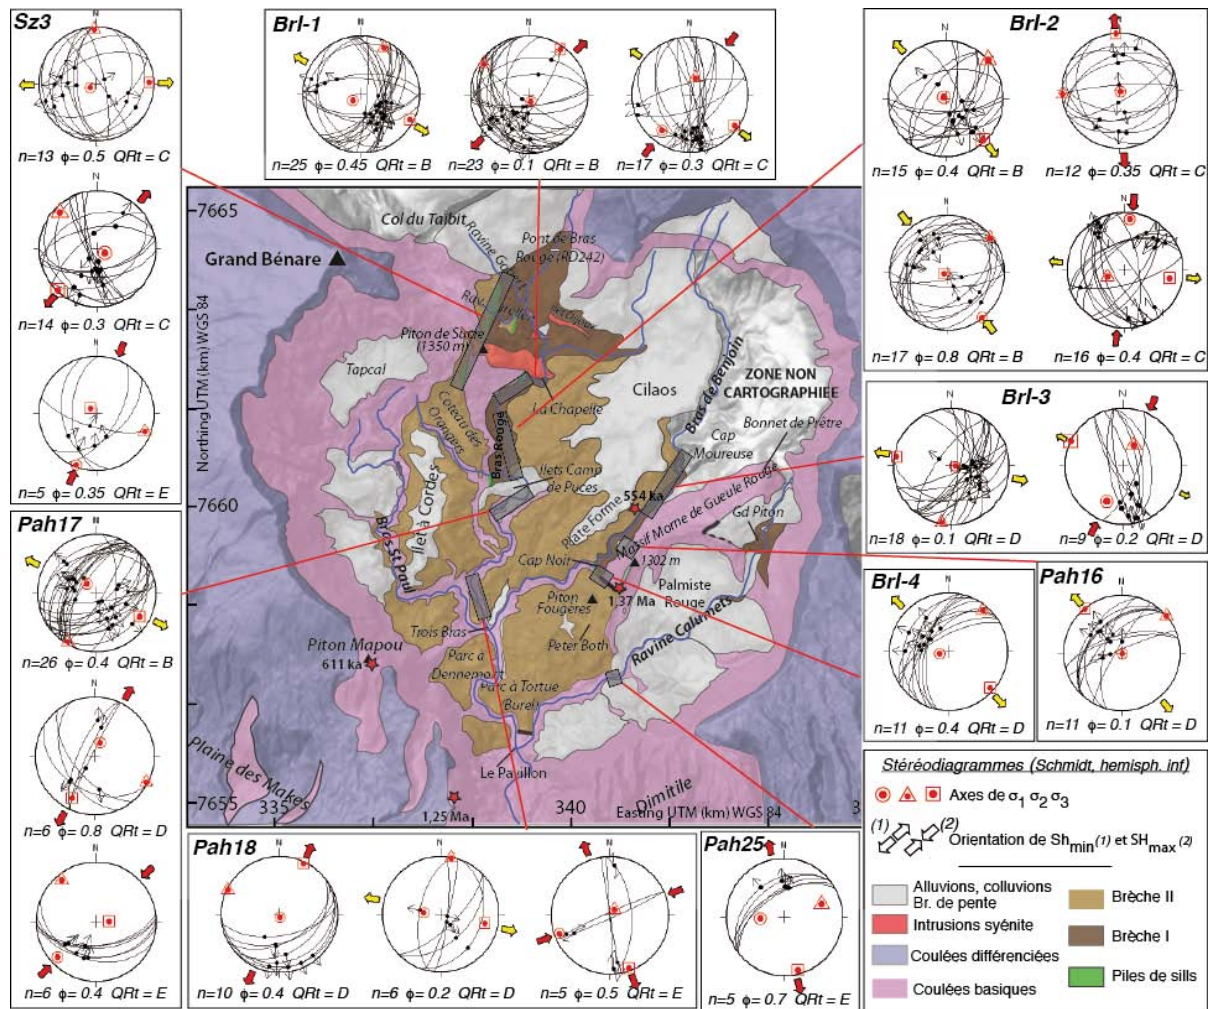 Sz3
N
n=13 ϕ= 0.5 QRt = C
N
n=14 ϕ= 0.3 QRt = C
N
n=5 ϕ= 0.35 QRt = E
Brl-1
N
N
N
n=25 ϕ= 0.45 QRt = B
n=23 ϕ= 0.1 QRt = B
n=17 ϕ= 0.3 QRt = C
Brl-2
N
N
n=15 ϕ= 0.4 QRt = B
n=12 ϕ= 0.35 QRt = C
N
N
n=17 ϕ= 0.8 QRt = B
n=16 ϕ= 0.4 QRt = C
Brl-3
N
N
n=18 ϕ= 0.1 QRt = D
n=9 ϕ= 0.2 QRt = D
Brl-4
N
n=11 ϕ= 0.4 QRt = D
Pah16
N
n=11 ϕ= 0.1 QRt = D
Pah17
N
n=26 ϕ= 0.4 QRt = B
N
n=6 ϕ= 0.8 QRt = D
N
n=6 ϕ= 0.4 QRt = E
Pah18
N
N
N
n=10 ϕ= 0.4 QRt = D
n=6 ϕ= 0.2 QRt = D
n=5 ϕ= 0.5 QRt = E
Pah25
N
n=5 ϕ= 0.7 QRt = E
7665
7660
7655
Northing UTM (km) WGS 84
335
340
Easting UTM (km) WGS 84
Col du Taïbit
Grand Bénare
Pont de Bras
Rouge (RD242)
Piton de Sucre
(1350 m)
Tapcal
La Chapelle
Cilaos
ZONE NON
CARTOGRAPHIEE
Bras de Benjoin
Bonnet de Prêtre
Cap
Moureuse
Coteau des
Orangers
Bras Rouge
Ilets Camp
de Puces
Ilet à Cordes
Bras St Paul
Plate Forme
554 ka
Massif Morne de Gueule Rouge
Gd Piton
Cap Noir
1302 m
1,37 Ma
Palmiste
Rouge
Piton
Fougères
Peter Both
Ravine Calumets
Trois Bras
Piton Mapou
611 ka
Parc à
Dennemont
Parc à Tortue
Le Pavillon
Plaine des Makes
1,25 Ma
Dimitile
Stéréodiagrammes (Schmidt, hemisph. inf)
Axes de σ1 σ2 σ3
(1) (2)
Orientation de Shmin (1) et SHmax (2)
Alluvions, colluvions
Br. de pente
Intrusions syénite
Coulées différenciées
Coulées basiques
Brèche II
Brèche I
Piles de sills